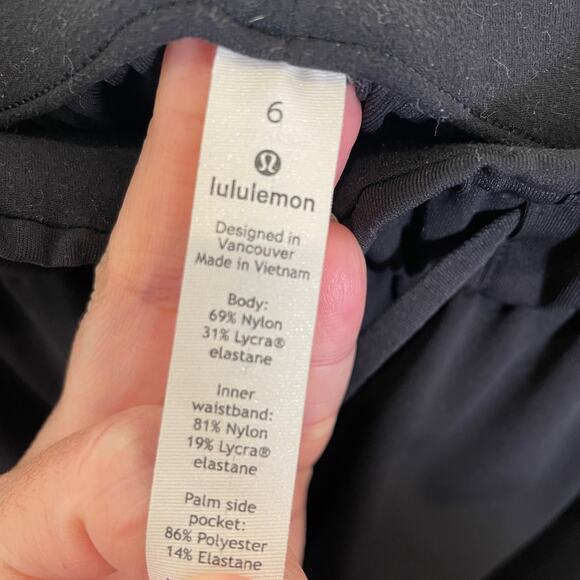 6
lululemon
Designed in
Vancouver
Made in Vietnam
Body:
69% Nylon
31% Lycra®
elastane
Inner
waistband:
81% Nylon
19% Lycra®
elastane
Palm side
pocket:
86% Polyester
14% Elastane